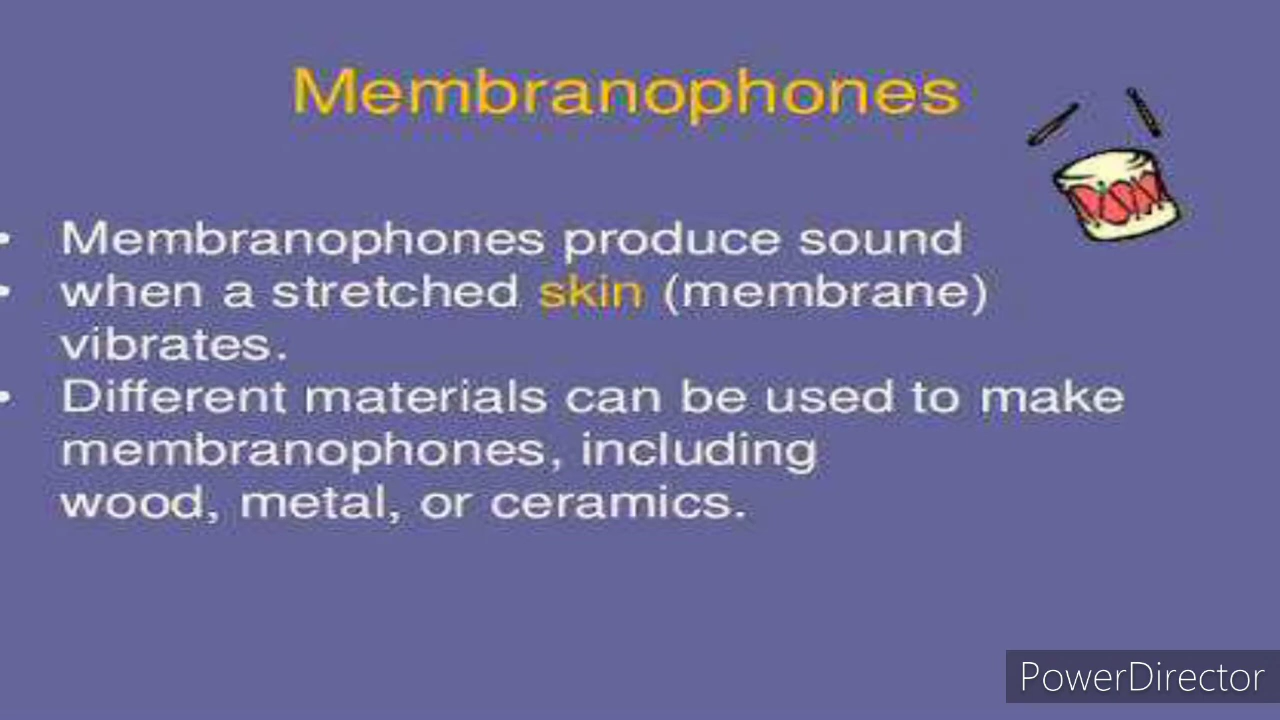 Membranophones
• Membranophones produce sound
• when a stretched skin (membrane)
vibrates.
• Different materials can be used to make
membranophones, including
wood, metal, or ceramics.
PowerDirector